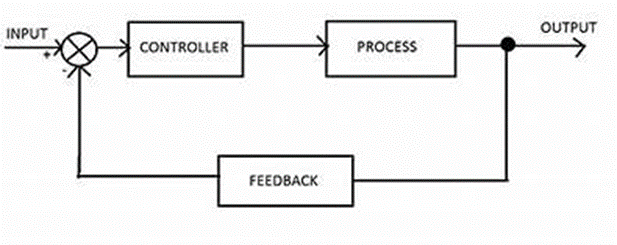 INPUT
OUTPUT
+
CONTROLLER
PROCESS
-
FEEDBACK